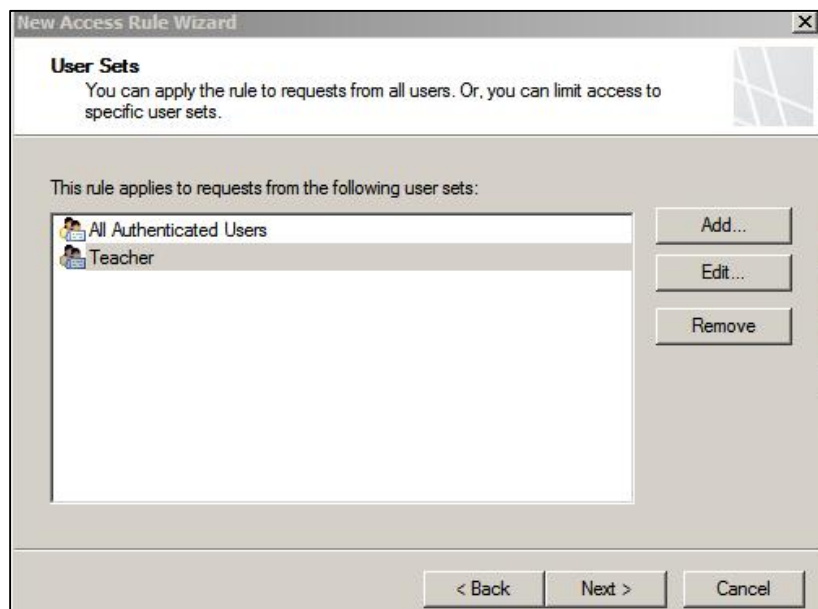 New Access Rule Wizard
User Sets
You can apply the rule to requests from all users. Or, you can limit access to
specific user sets.
This rule applies to requests from the following user sets:
All Authenticated Users
Teacher
Add...
Edit...
Remove
< Back
Next >
Cancel